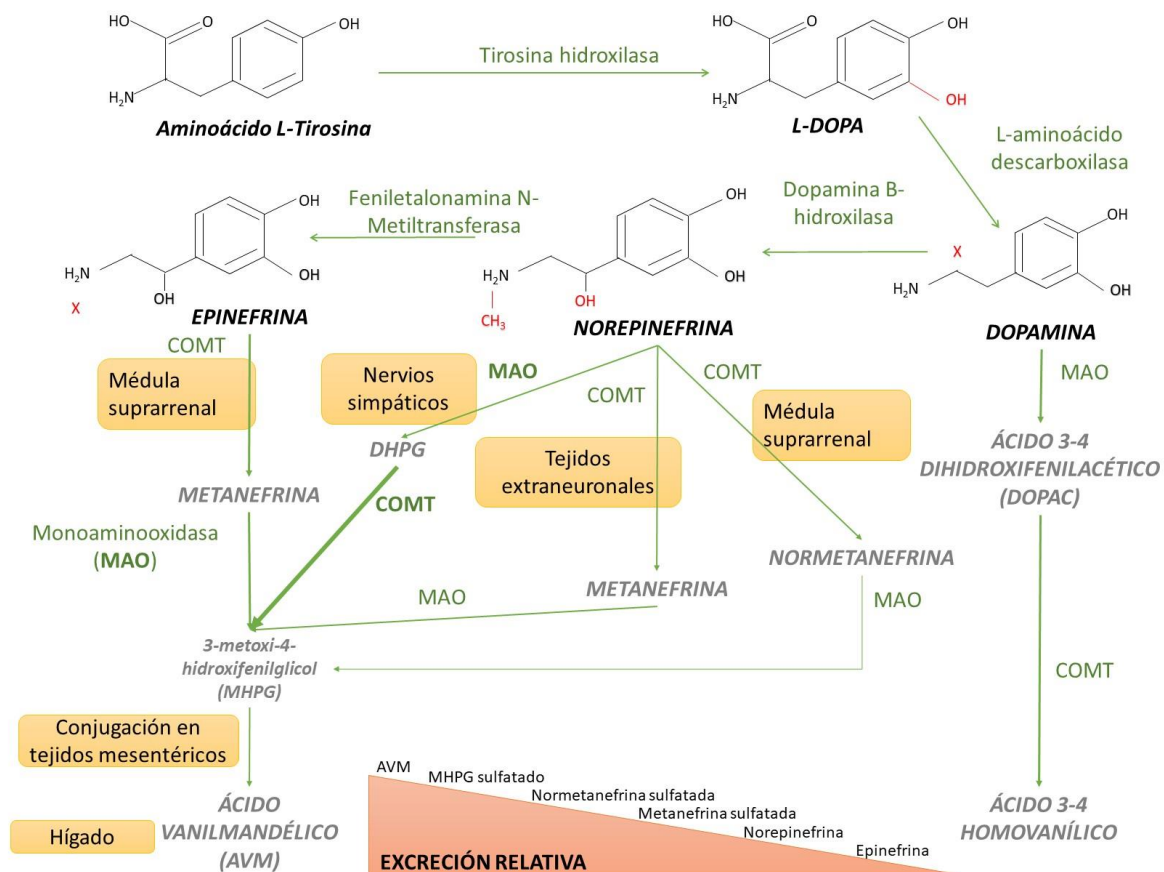 HO
O
OH
H₂N
Aminoácido L-Tirosina
Tirosina hidroxilasa
HO
O
OH
H₂N
OH
L-DOPA
L-aminoácido
descarboxilasa
Feniletalonamina N-
Metiltransferasa
Dopamina B-
hidroxilasa
OH
H₂N
OH
X
OH
EPINEFRINA
OH
H₂N
OH
OH
CH₃
NOREPINEFRINA
OH
X
H₂N
OH
DOPAMINA
COMT
Médula
suprarrenal
Nervios
simpáticos
MAO
COMT
COMT
Médula
suprarrenal
MAO
DHPG
Tejidos
extraneuronales
ÁCIDO 3-4
DIHIDROXIFENILACÉTICO
(DOPAC)
METANEFRINA
COMT
Monoaminooxidasa
(MAO)
NORMETANEFRINA
METANEFRINA
MAO
MAO
3-metoxi-4-
hidroxifenilglicol
(MHPG)
COMT
Conjugación en
tejidos mesentéricos
Hígado
ÁCIDO
VANILMANDÉLICO
(AVM)
AVM
MHPG sulfatado
Normetanefrina sulfatada
Metanefrina sulfatada
Norepinefrina
Epinefrina
EXCRECIÓN RELATIVA
ÁCIDO 3-4
HOMOVANÍLICO